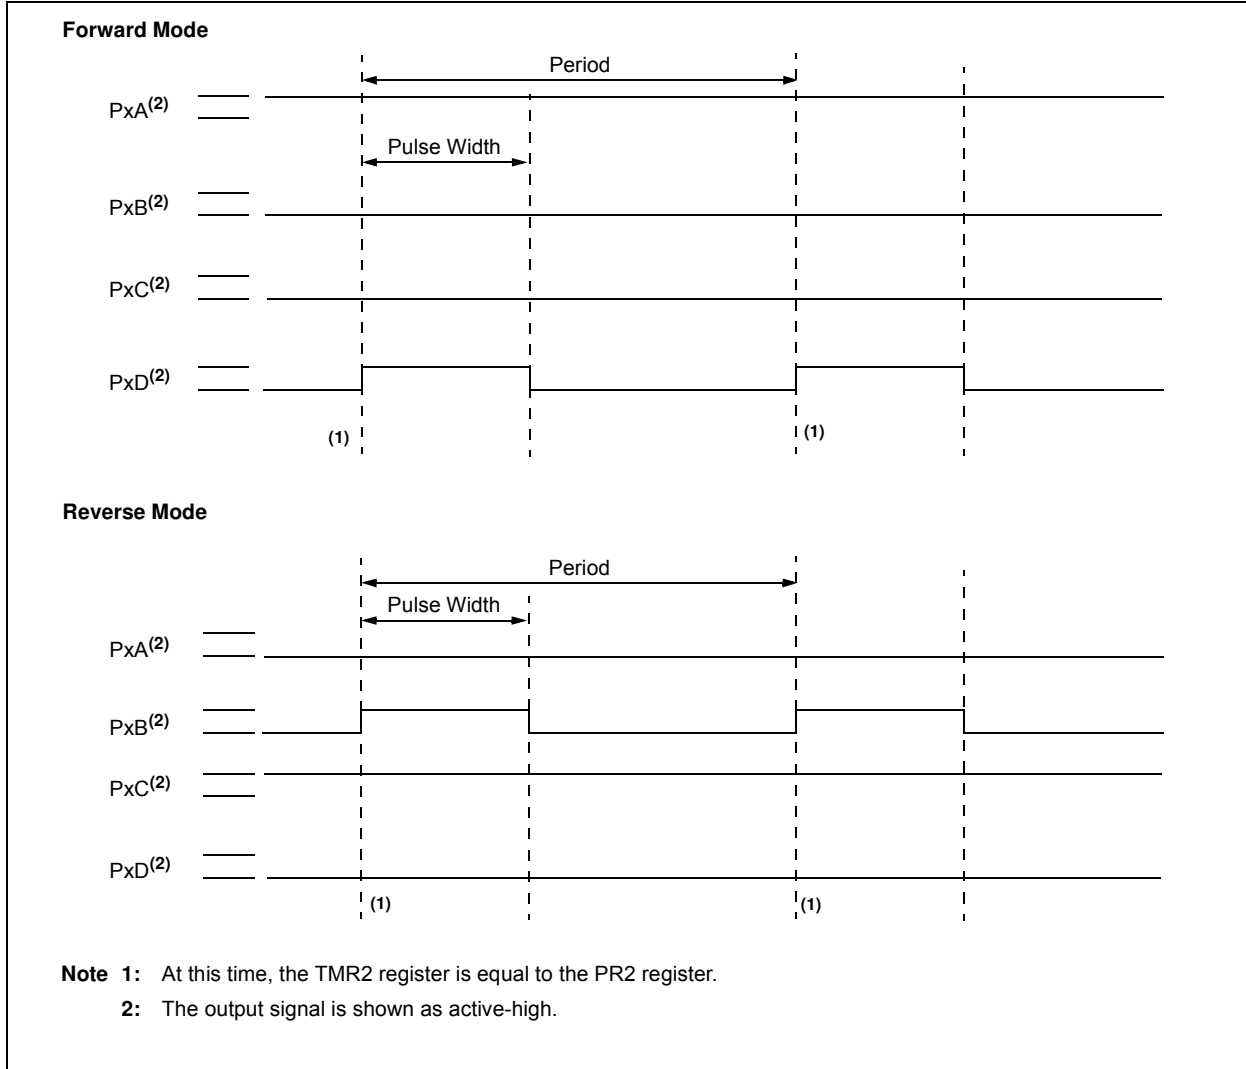 Forward Mode
Period
PxA(2)
Pulse Width
PxB(2)
PxC(2)
PxD(2)
(1) (1)
Reverse Mode
Period
Pulse Width
PxA(2)
PxB(2)
PxC(2)
PxD(2)
(1) (1)
Note 1: At this time, the TMR2 register is equal to the PR2 register.
2: The output signal is shown as active-high.